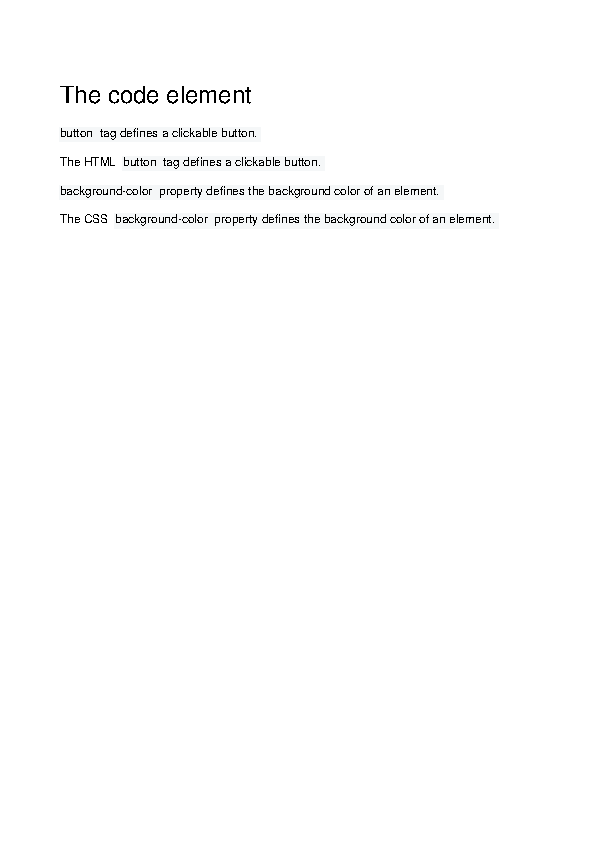 The code element
button tag defines a clickable button.
The HTML button tag defines a clickable button.
background-color property defines the background color of an element.
The CSS background-color property defines the background color of an element.